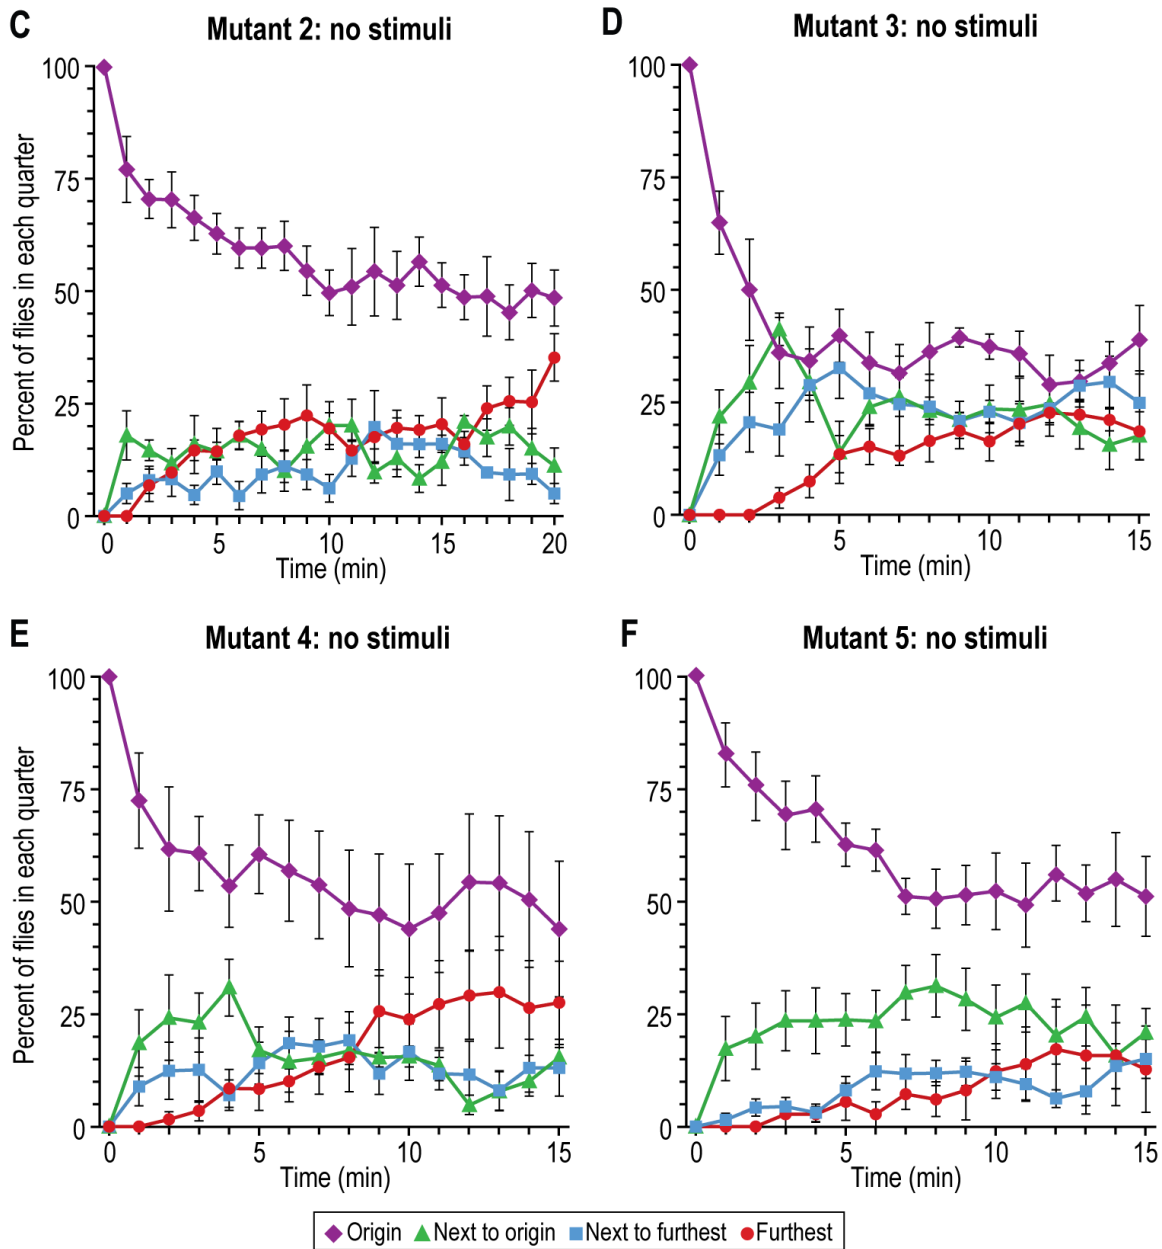 C
Mutant 2: no stimuli
Percent of flies in each quarter
100
75
50
25
0
0 5 10 15 20
Time (min)
D
Mutant 3: no stimuli
100
75
50
25
0
0 5 10 15
Time (min)
E
Mutant 4: no stimuli
Percent of flies in each quarter
100
75
50
25
0
0 5 10 15
Time (min)
F
Mutant 5: no stimuli
100
75
50
25
0
0 5 10 15
Time (min)
Origin Next to origin Next to furthest Furthest